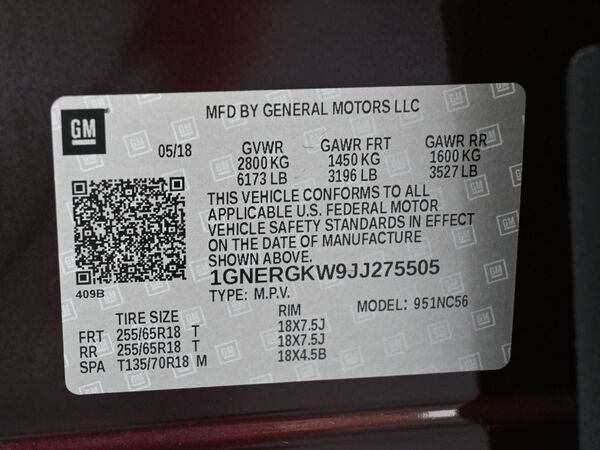 GM
MFD BY GENERAL MOTORS LLC
05/18 GVWR GAWR FRT GAWR RR
2800 KG 1450 KG 1600 KG
6173 LB 3196 LB 3527 LB
THIS VEHICLE CONFORMS TO ALL
APPLICABLE U.S. FEDERAL MOTOR
VEHICLE SAFETY STANDARDS IN EFFECT
ON THE DATE OF MANUFACTURE
SHOWN ABOVE.
409B
1GNERGKW9JJ275505
TYPE: M.P.V. MODEL: 951NC56
TIRE SIZE RIM
FRT 255/65R18 T 18X7.5J
RR 255/65R18 T 18X7.5J
SPA T135/70R18 M 18X4.5B